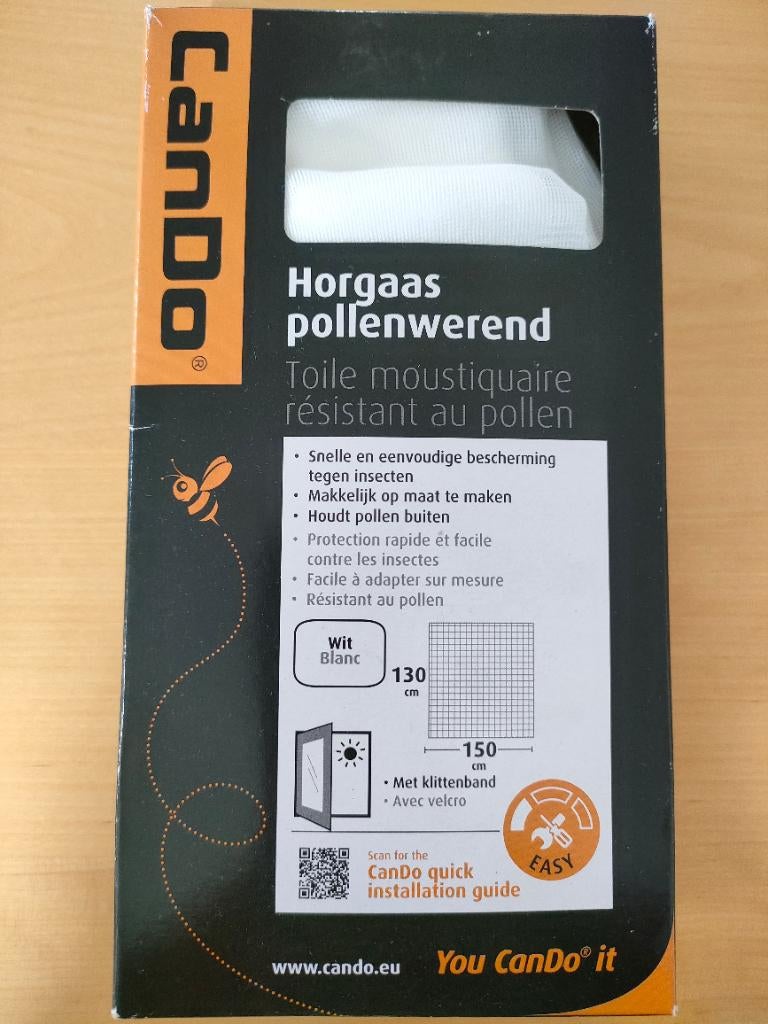 CanDo®
Horgaas
pollenwerend
Toile moustiquaire
résistant au pollen
• Snelle en eenvoudige bescherming
tegen insecten
• Makkelijk op maat te maken
• Houdt pollen buiten
• Protection rapide et facile
contre les insectes
• Facile à adapter sur mesure
• Résistant au pollen
Wit
Blanc
130
cm
150
cm
• Met klittenband
• Avec velcro
EASY
Scan for the
CanDo quick
installation guide
www.cando.eu
You CanDo® it